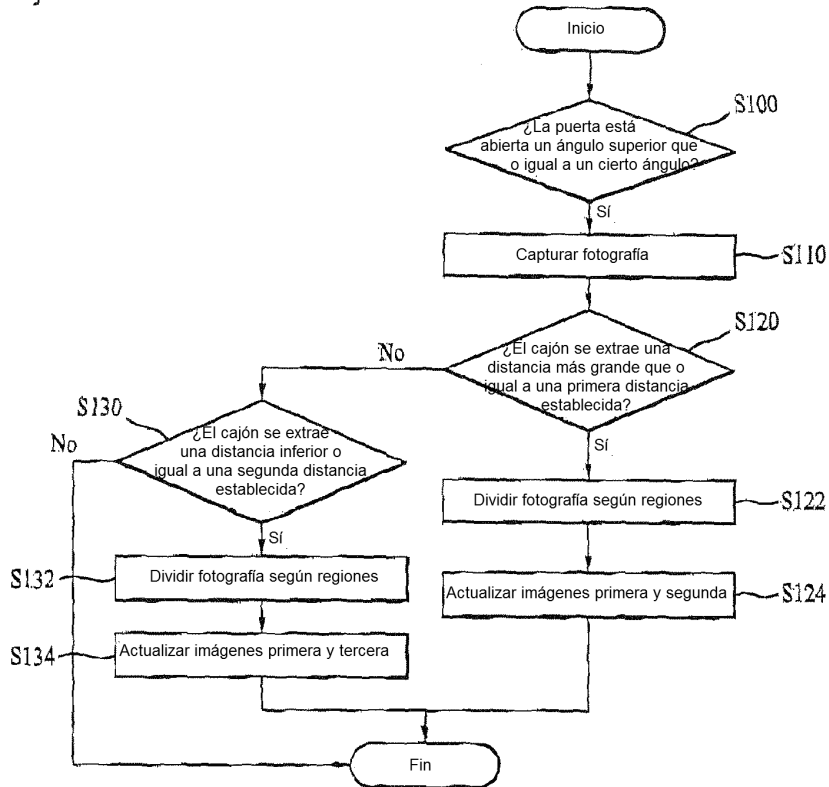 Inicio
S100
¿La puerta está
abierta un ángulo superior que
o igual a un cierto ángulo?
Sí
Capturar fotografía
S110
S120
¿El cajón se extrae una
distancia más grande que o
igual a una primera distancia
establecida?
No
Sí
S130
No
¿El cajón se extrae
una distancia inferior o
igual a una segunda distancia
establecida?
Sí
Dividir fotografía según regiones
S122
S132
Dividir fotografía según regiones
Actualizar imágenes primera y segunda
S124
S134
Actualizar imágenes primera y tercera
Fin